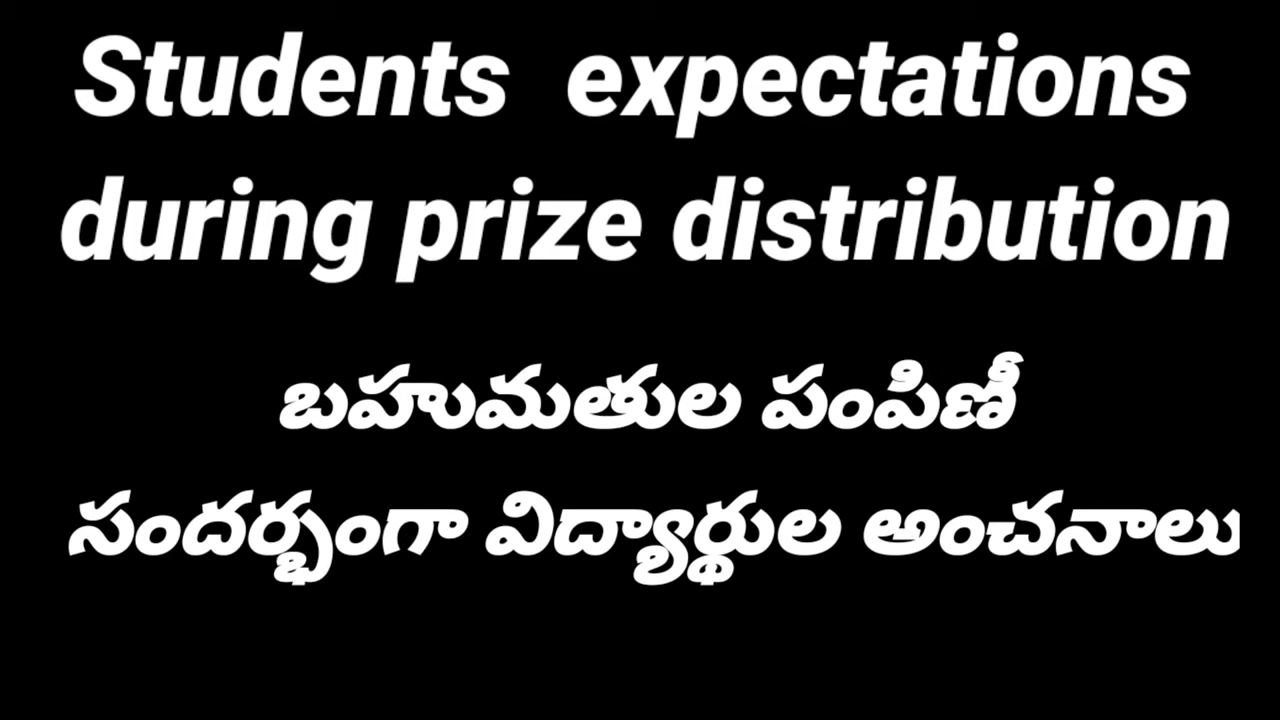 Students expectations
during prize distribution
బహుమతుల పంపిణీ
సందర్భంగా విద్యార్థుల అంచనాలు